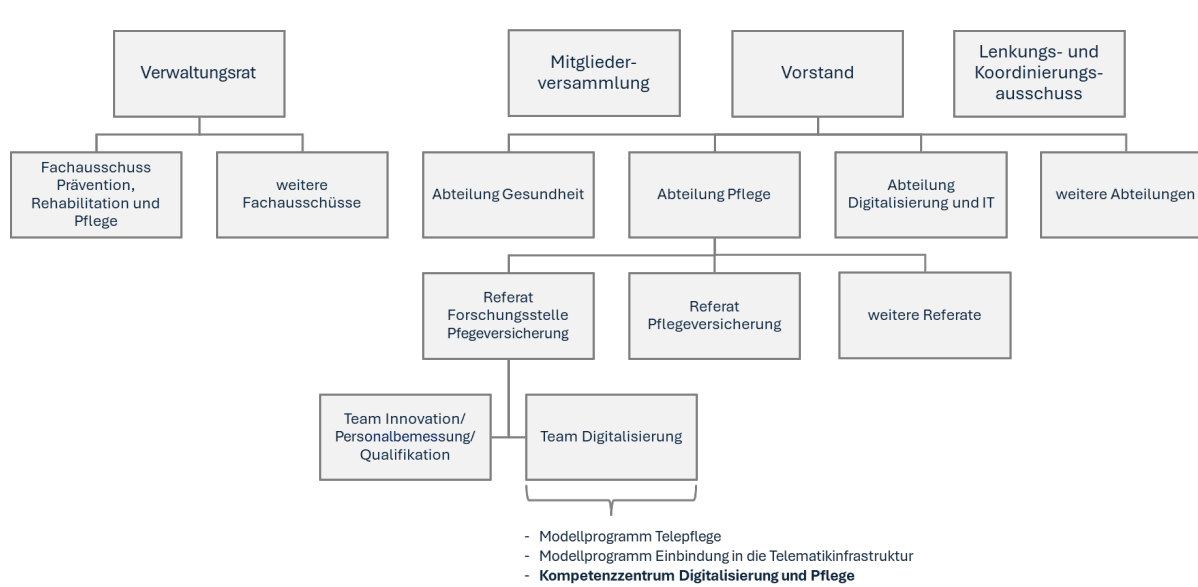 Verwaltungsrat
Mitglieder-
versammlung
Vorstand
Lenkungs- und
Koordinierungs-
ausschuss
Fachausschuss
Prävention,
Rehabilitation und
Pflege
weitere
Fachausschüsse
Abteilung Gesundheit
Abteilung Pflege
Abteilung
Digitalisierung und IT
weitere Abteilungen
Referat
Forschungsstelle
Pfegeversicherung
Referat
Pflegeversicherung
weitere Referate
Team Innovation/
Personalbemessung/
Qualifikation
Team Digitalisierung
- Modellprogramm Telepflege
- Modellprogramm Einbindung in die Telematikinfrastruktur
- Kompetenzzentrum Digitalisierung und Pflege